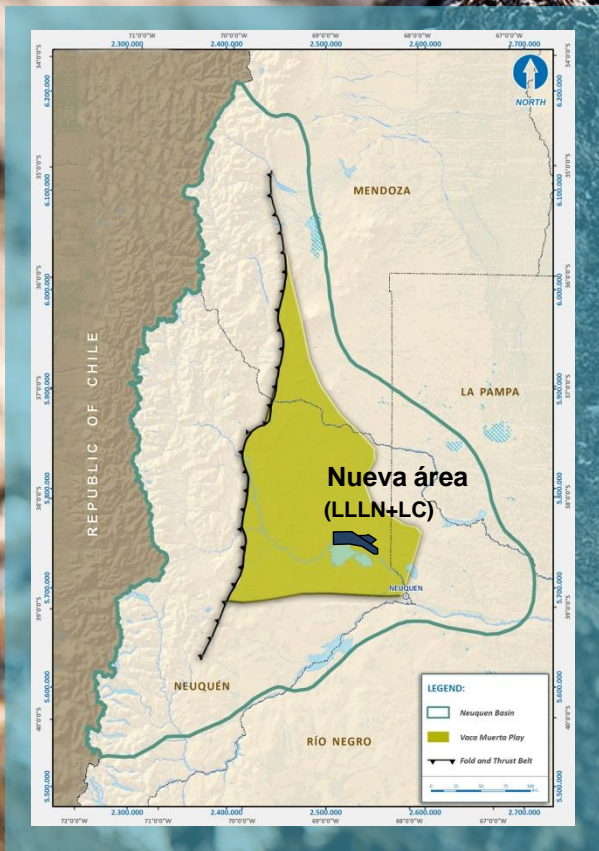 71°0'0"W 70°0'0"W 69°0'0"W 68°0'0"W 67°0'0"W
2.300.000 2.400.000 2.500.000 2.600.000 2.700.000
34°0'0"S
6.200.000
NORTH
35°0'0"S
6.100.000
MENDOZA
36°0'0"S
6.000.000
REPUBLIC OF CHILE
37°0'0"S
5.900.000
LA PAMPA
Nueva área
(LLLN+LC)
38°0'0"S
5.800.000
NEUQUEN
39°0'0"S
5.700.000
NEUQUÉN
RÍO NEGRO
40°0'0"S
5.600.000
5.500.000
LEGEND:
Neuquen Basin
Vaca Muerta Play
Fold and Thrust Belt
0 25 50 75 100
2.300.000 2.400.000 2.500.000 2.600.000 2.700.000
72°0'0"W 71°0'0"W 70°0'0"W 69°0'0"W 68°0'0"W 67°0'0"W